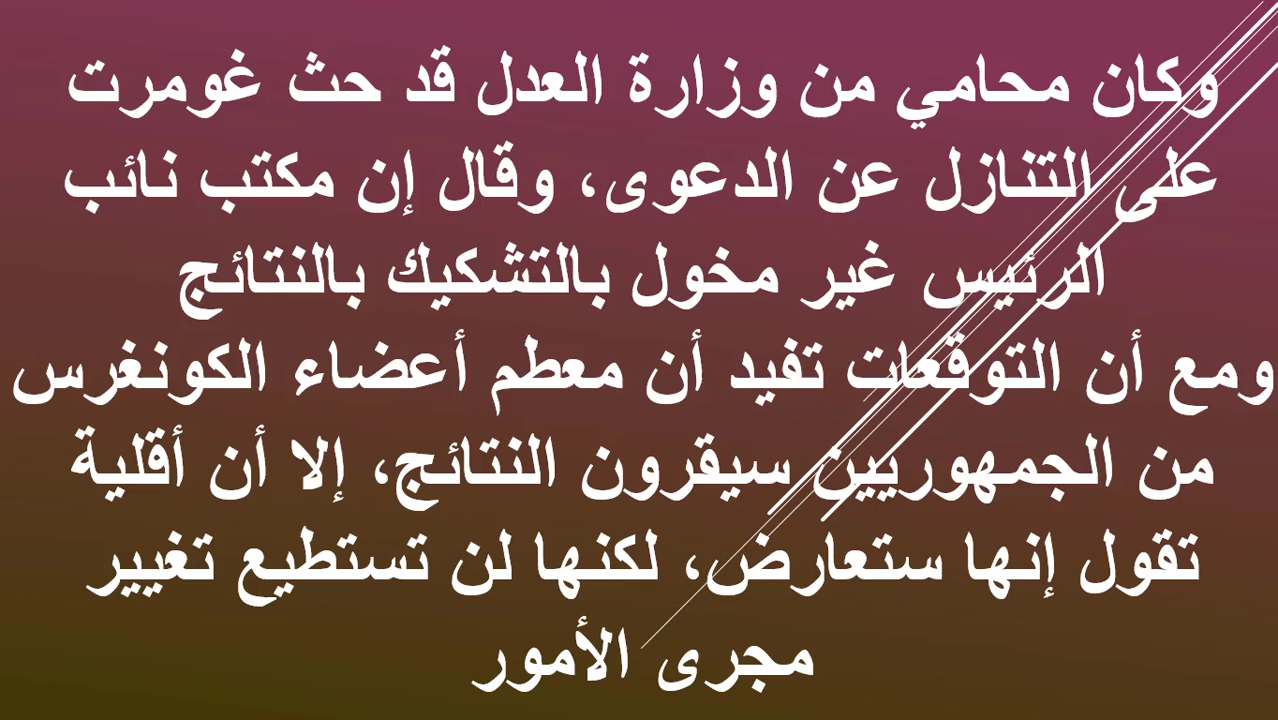 وكان محامي من وزارة العدل قد حث غومرت
على التنازل عن الدعوى، وقال إن مكتب نائب
الرئيس غير مخول بالتشكيك بالنتائج
ومع أن التوقعات تفيد أن معطم أعضاء الكونغرس
من الجمهوريين سيقرون النتائج، إلا أن أقلية
تقول إنها ستعارض، لكنها لن تستطيع تغيير
مجرى الأمور